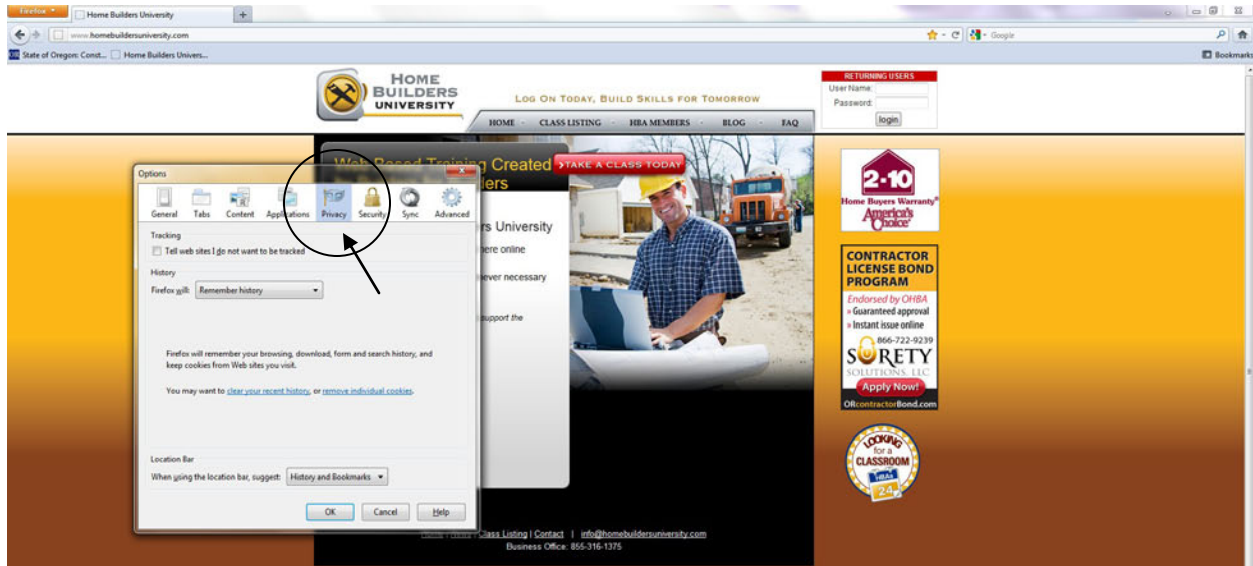 Firefox
Home Builders University
www.homebuildersuniversity.com
Google
State of Oregon: Const...
Home Builders Univers...
Bookmarks
HOME BUILDERS UNIVERSITY
LOG ON TODAY, BUILD SKILLS FOR TOMORROW
HOME
CLASS LISTING
HBA MEMBERS
BLOG
FAQ
RETURNING USERS
User Name:
Password:
login
Web Based Training Created
TAKE A CLASS TODAY
Options
General
Tabs
Content
Applications
Privacy
Security
Sync
Advanced
Tracking
Tell web sites I do not want to be tracked
History
Firefox will: Remember history
Firefox will remember your browsing, download, form and search history, and
keep cookies from Web sites you visit.
You may want to clear your recent history, or remove individual cookies.
Location Bar
When using the location bar, suggest: History and Bookmarks
OK
Cancel
Help
University
here online
never necessary
support the
2-10
Home Buyers Warranty®
America's
Choice
CONTRACTOR
LICENSE BOND
PROGRAM
Endorsed by OHBA
» Guaranteed approval
» Instant issue online
866-722-9239
SURETY
SOLUTIONS, LLC
Apply Now!
ORcontractorBond.com
LOOKING
for a
CLASSROOM
HBAs
24
Class Listing | Contact | info@homebuildersuniversity.com
Business Office: 855-316-1375